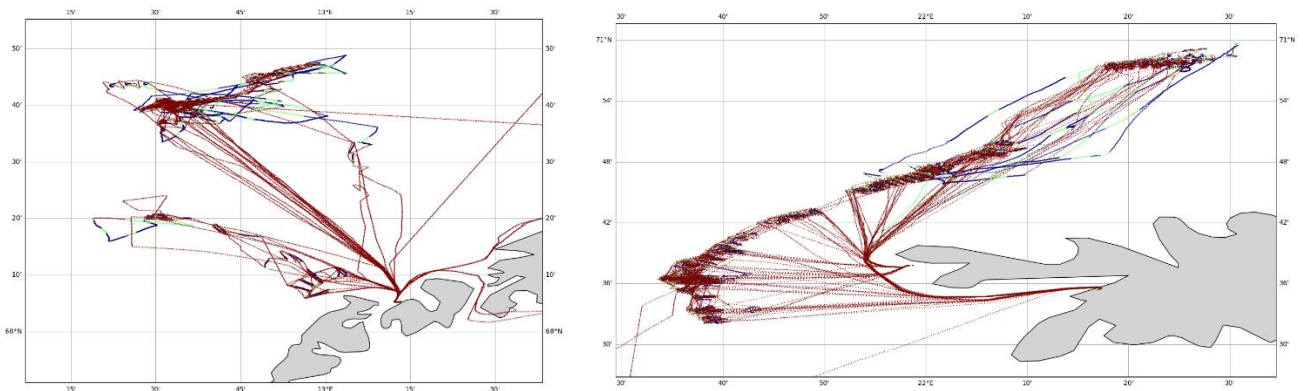 15' 30' 45' 13°E 15' 30'
50' 50'
40' 40'
30' 30'
20' 20'
10' 10'
68°N 68°N
15' 30' 45' 13°E 15' 30'
30' 40' 50' 22°E 10' 20' 30'
71°N 71°N
54' 54'
48' 48'
42' 42'
36' 36'
30' 30'
30' 40' 50' 22°E 10' 20' 30'